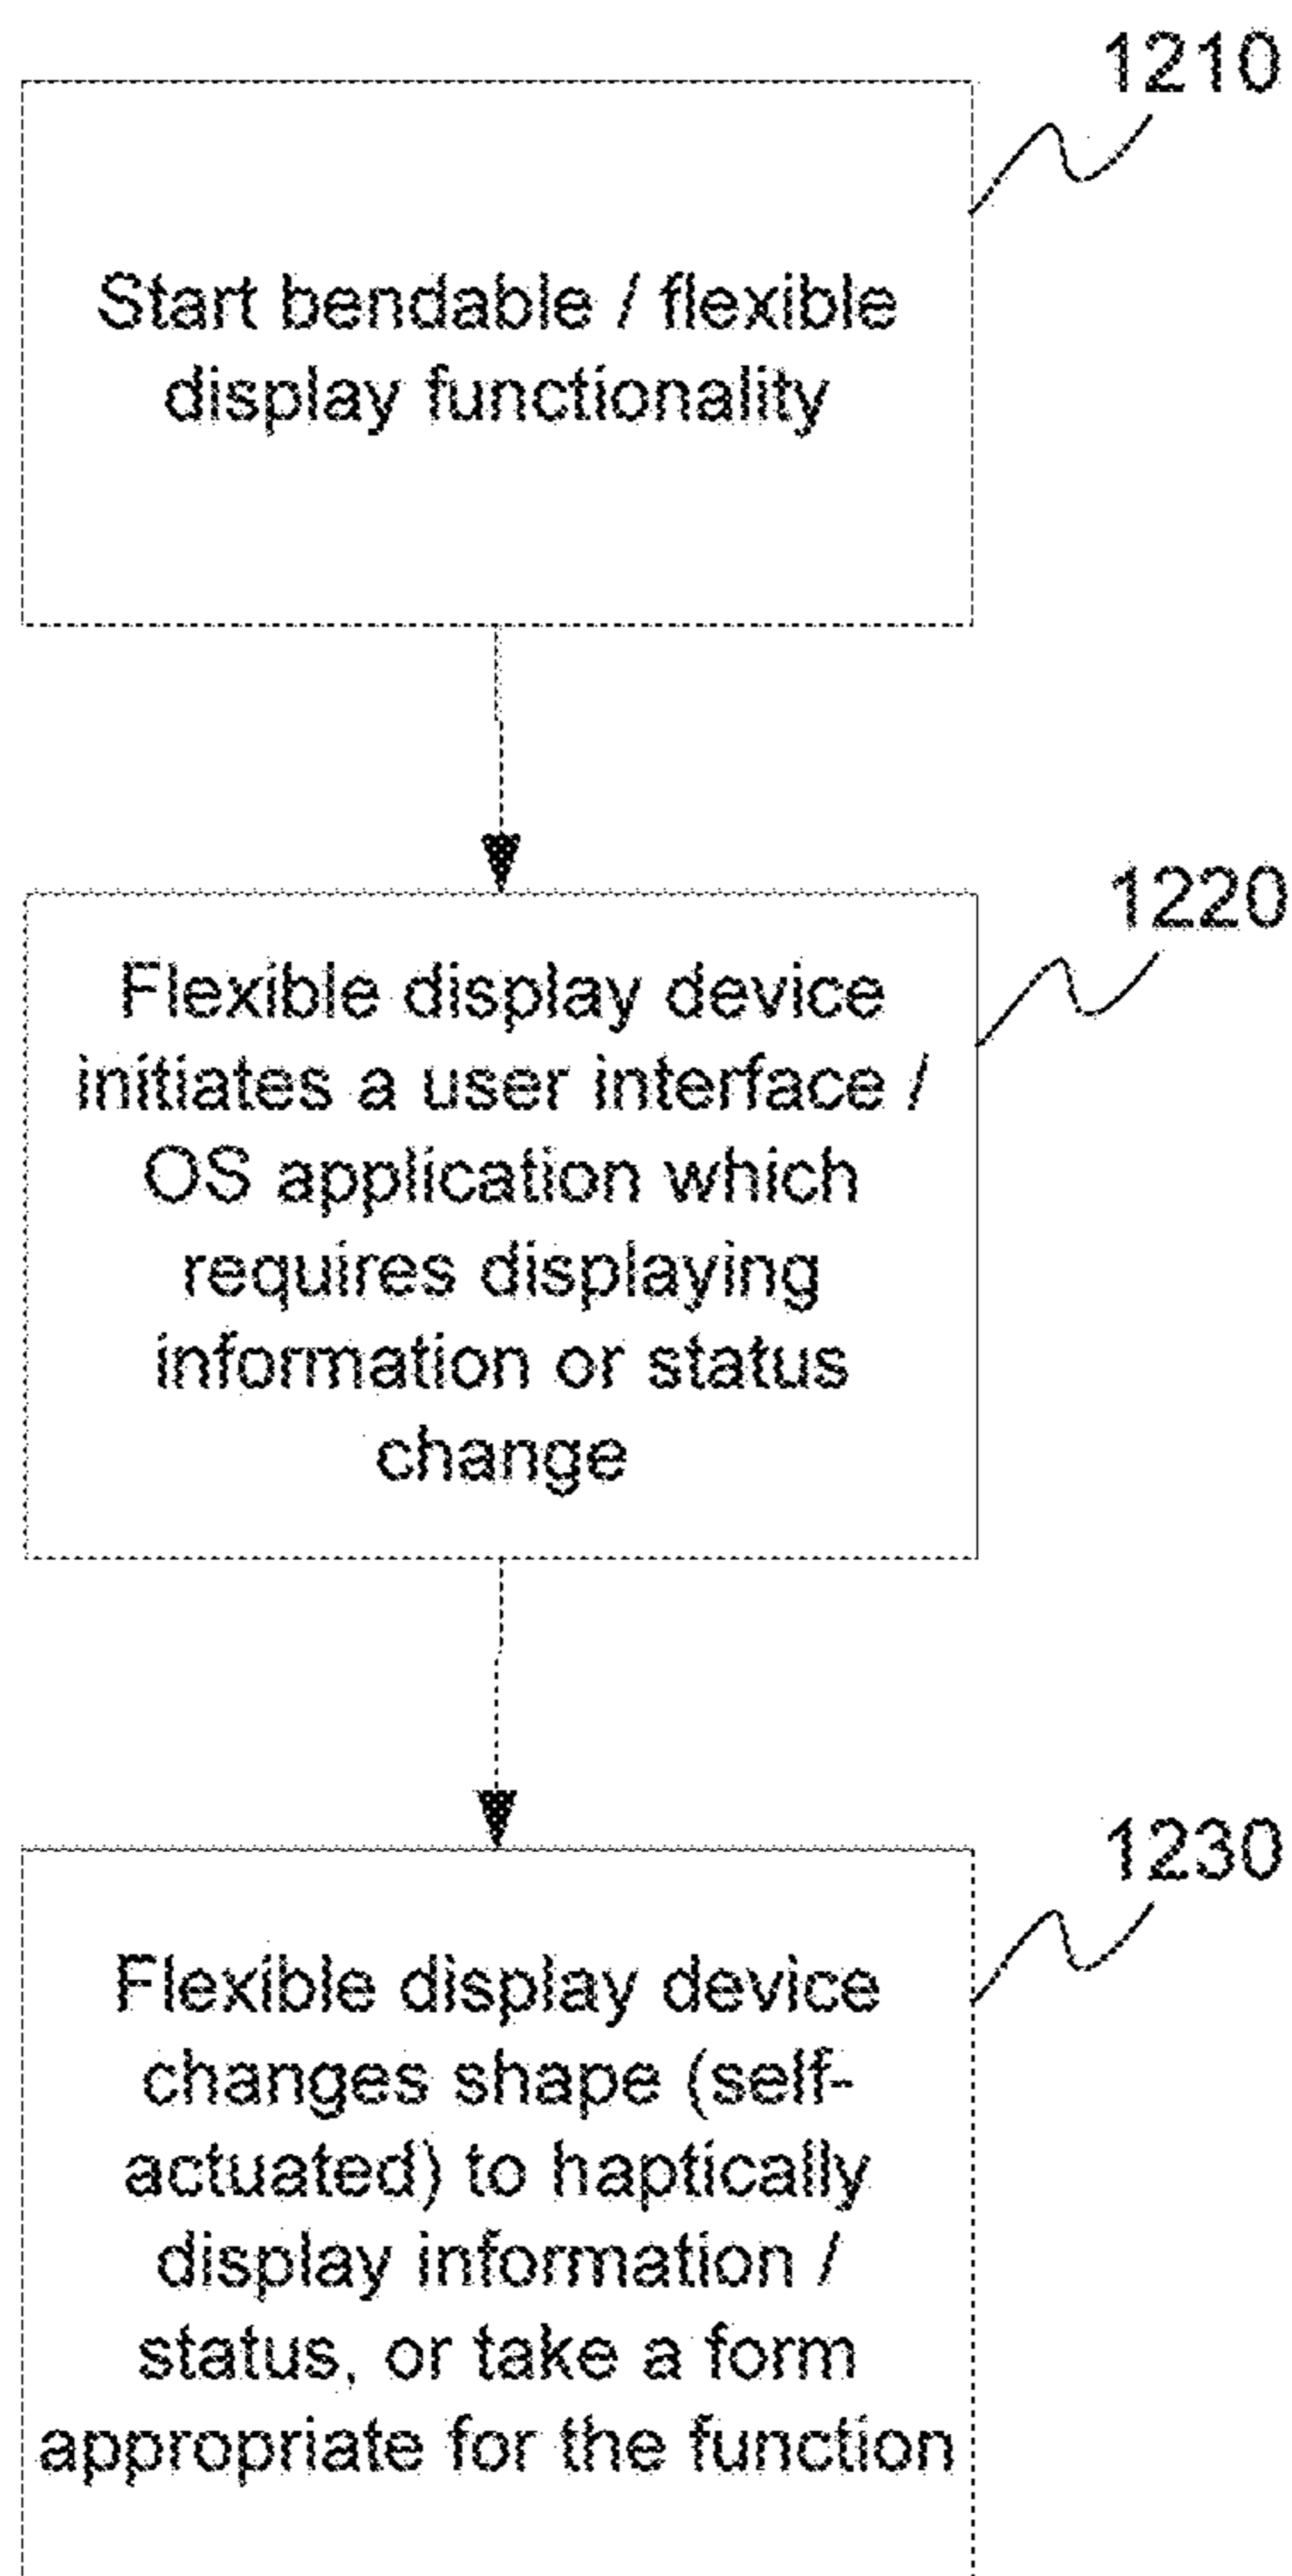 1210
Start bendable / flexible
display functionality
1220
Flexible display device
initiates a user interface /
OS application which
requires displaying
information or status
change
1230
Flexible display device
changes shape (self-
actuated) to haptically
display information /
status, or take a form
appropriate for the function